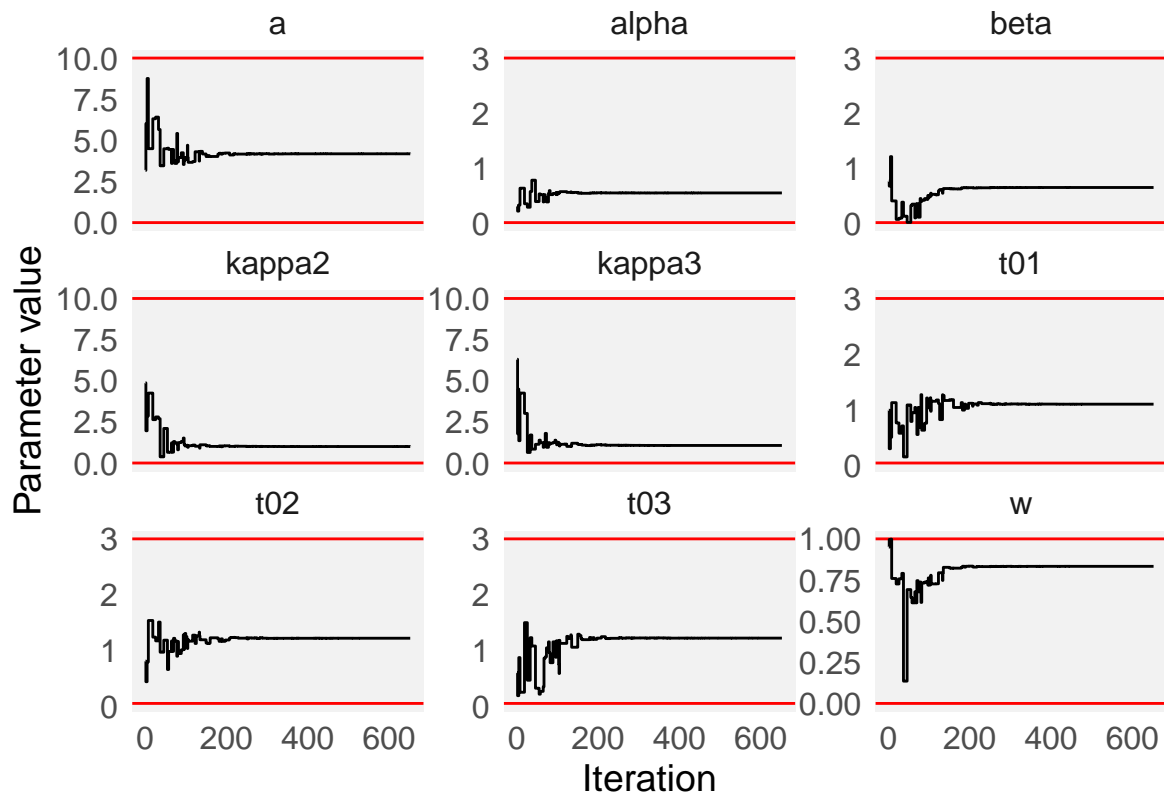 a alpha beta
10.0 3 3
7.5 2 2
5.0
2.5 1 1
0.0 0 0
Parameter value
kappa2 kappa3 t01
10.0 10.0 3
7.5 7.5 2
5.0 5.0
2.5 2.5 1
0.0 0.0 0
t02 t03 w
3 3 1.00
2 2 0.75
0.50
1 1 0.25
0 0 0.00
0 200 400 600 0 200 400 600 0 200 400 600
Iteration